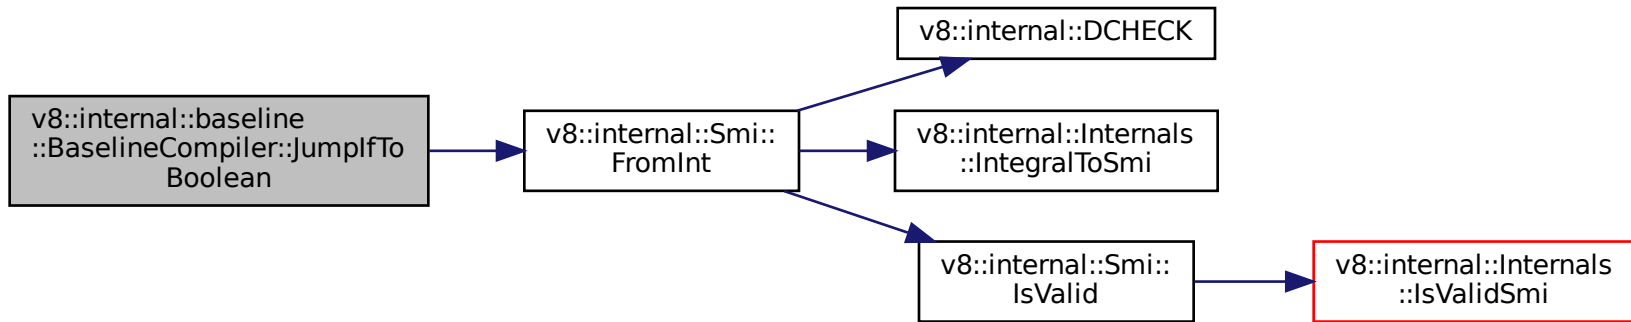 v8::internal::baseline
::BaselineCompiler::JumpIfTo
Boolean
v8::internal::Smi::
FromInt
v8::internal::DCHECK
v8::internal::Internals
::IntegralToSmi
v8::internal::Smi::
IsValid
v8::internal::Internals
::IsValidSmi